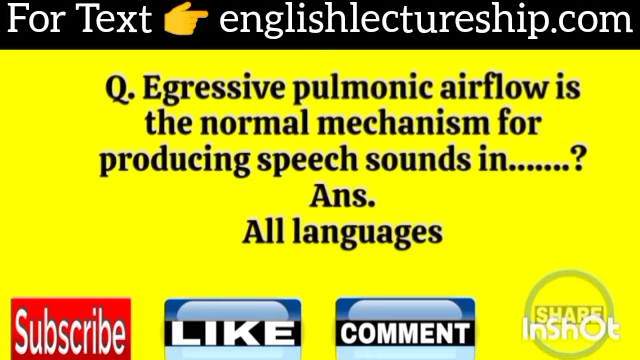 For Text 👉 englishlectureship.com
Q. Egressive pulmonic airflow is
the normal mechanism for
producing speech sounds in.......?
Ans.
All languages
Subscribe
LIKE
COMMENT
SHARE
InShOt